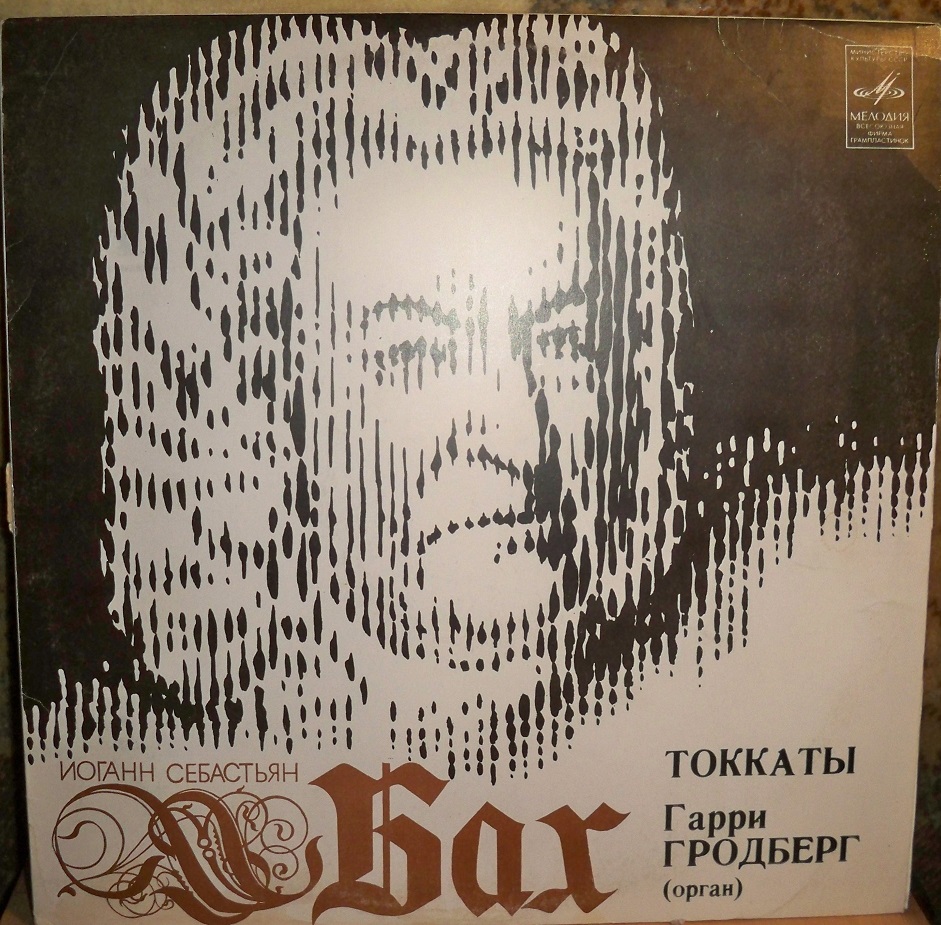 МИНИСТЕРСТВО
КУЛЬТУРЫ СССР
МЕЛОДИЯ
ВСЕСОЮЗНАЯ
ФИРМА
ГРАМПЛАСТИНОК
ИОГАНН СЕБАСТЬЯН
Бах
ТОККАТЫ
Гарри
ГРОДБЕРГ
(орган)